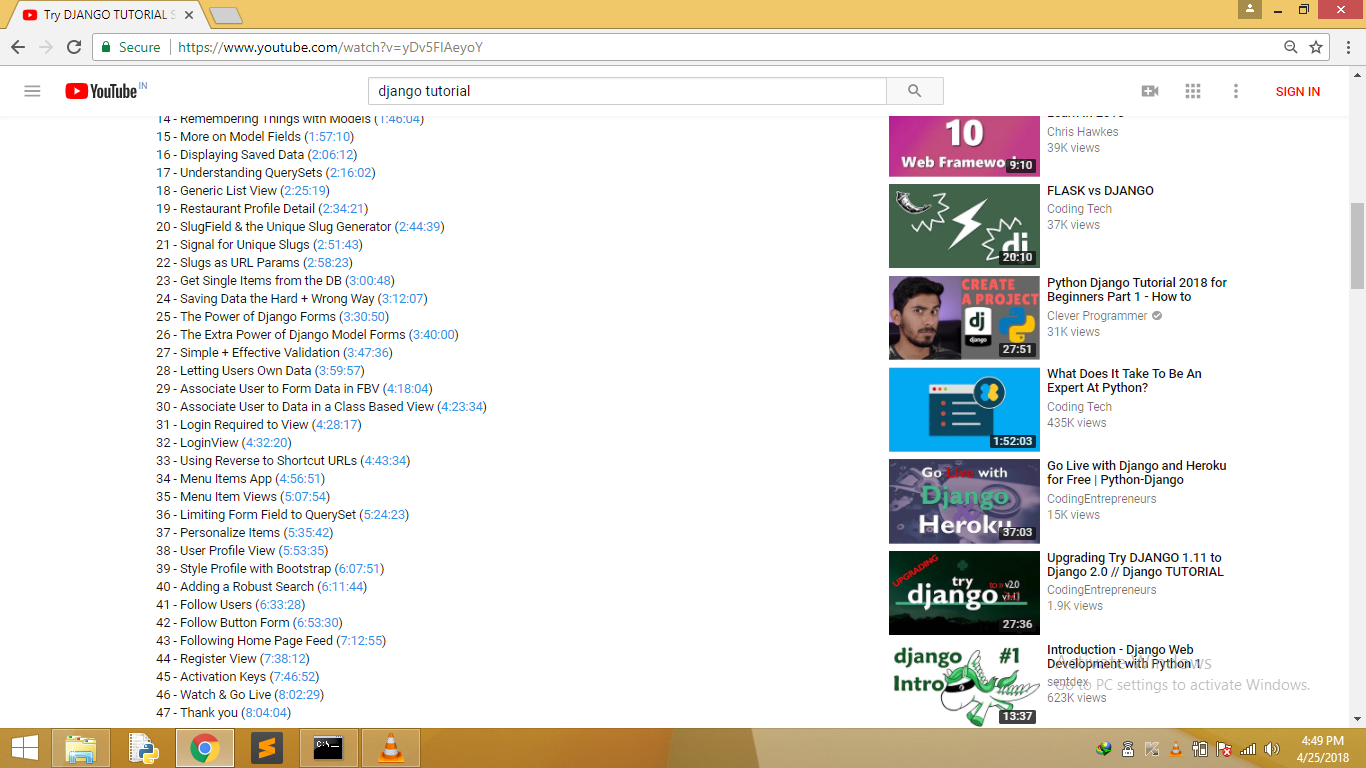 Try DJANGO TUTORIAL S
Secure
https://www.youtube.com/watch?v=yDv5FIAeyoY
YouTube IN
django tutorial
SIGN IN
14 - Remembering Things with Models (1:46:04)
15 - More on Model Fields (1:57:10)
16 - Displaying Saved Data (2:06:12)
17 - Understanding QuerySets (2:16:02)
18 - Generic List View (2:25:19)
19 - Restaurant Profile Detail (2:34:21)
20 - SlugField & the Unique Slug Generator (2:44:39)
21 - Signal for Unique Slugs (2:51:43)
22 - Slugs as URL Params (2:58:23)
23 - Get Single Items from the DB (3:00:48)
24 - Saving Data the Hard + Wrong Way (3:12:07)
25 - The Power of Django Forms (3:30:50)
26 - The Extra Power of Django Model Forms (3:40:00)
27 - Simple + Effective Validation (3:47:36)
28 - Letting Users Own Data (3:59:57)
29 - Associate User to Form Data in FBV (4:18:04)
30 - Associate User to Data in a Class Based View (4:23:34)
31 - Login Required to View (4:28:17)
32 - LoginView (4:32:20)
33 - Using Reverse to Shortcut URLs (4:43:34)
34 - Menu Items App (4:56:51)
35 - Menu Item Views (5:07:54)
36 - Limiting Form Field to QuerySet (5:24:23)
37 - Personalize Items (5:35:42)
38 - User Profile View (5:53:35)
39 - Style Profile with Bootstrap (6:07:51)
40 - Adding a Robust Search (6:11:44)
41 - Follow Users (6:33:28)
42 - Follow Button Form (6:53:30)
43 - Following Home Page Feed (7:12:55)
44 - Register View (7:38:12)
45 - Activation Keys (7:46:52)
46 - Watch & Go Live (8:02:29)
47 - Thank you (8:04:04)
10
Web Framework
9:10
Chris Hawkes
39K views
dj
20:10
FLASK vs DJANGO
Coding Tech
37K views
CREATE
A PROJECT
dj
django
27:51
Python Django Tutorial 2018 for
Beginners Part 1 - How to
Clever Programmer
31K views
1:52:03
What Does It Take To Be An
Expert At Python?
Coding Tech
435K views
Go Live with
Django
Heroku
37:03
Go Live with Django and Heroku
for Free | Python-Django
CodingEntrepreneurs
15K views
UPGRADING
try
django
to v2.0
v1.11
27:36
Upgrading Try DJANGO 1.11 to
Django 2.0 // Django TUTORIAL
CodingEntrepreneurs
1.9K views
django #1
Intro
13:37
Introduction - Django Web
Development with Python 1
sentdex
623K views
Activate Windows
Go to PC settings to activate Windows.
4:49 PM
4/25/2018